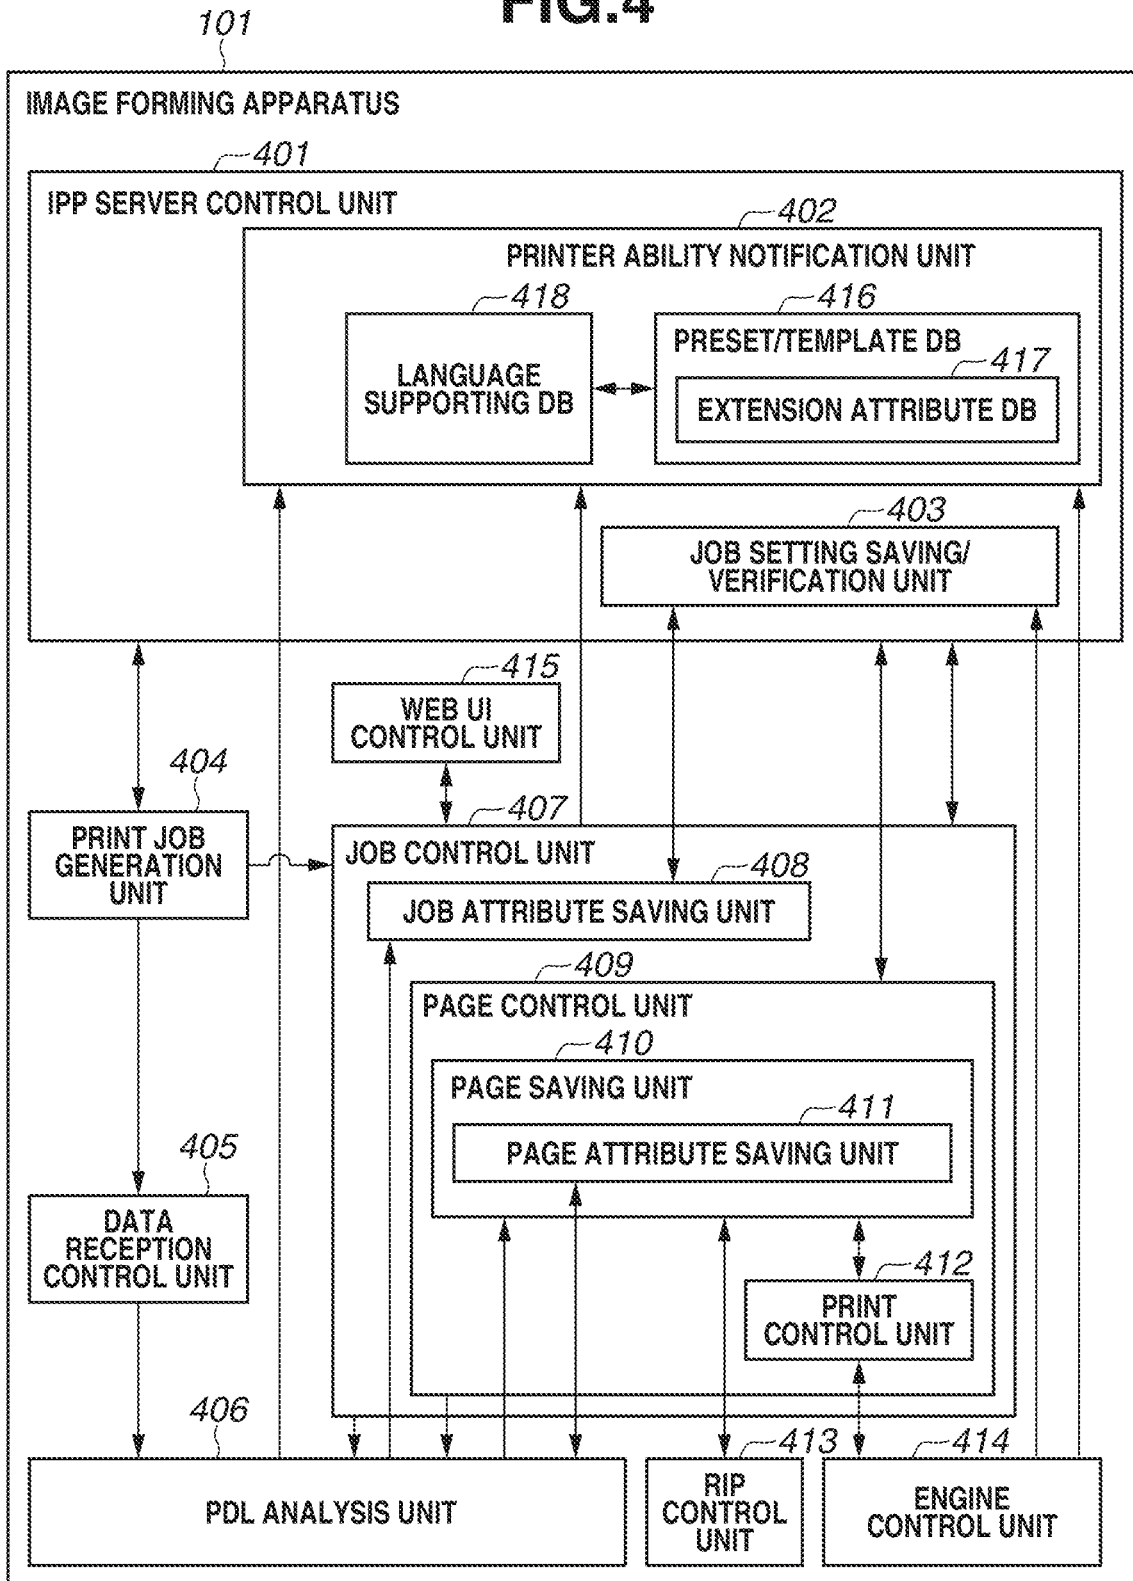 FIG.4
101
IMAGE FORMING APPARATUS
401
IPP SERVER CONTROL UNIT
402
PRINTER ABILITY NOTIFICATION UNIT
418
416
LANGUAGE
SUPPORTING DB
PRESET/TEMPLATE DB
417
EXTENSION ATTRIBUTE DB
403
JOB SETTING SAVING/
VERIFICATION UNIT
415
WEB UI
CONTROL UNIT
404
PRINT JOB
GENERATION
UNIT
407
JOB CONTROL UNIT
408
JOB ATTRIBUTE SAVING UNIT
409
PAGE CONTROL UNIT
410
PAGE SAVING UNIT
411
PAGE ATTRIBUTE SAVING UNIT
405
DATA
RECEPTION
CONTROL UNIT
412
PRINT
CONTROL UNIT
406
PDL ANALYSIS UNIT
413
RIP
CONTROL
UNIT
414
ENGINE
CONTROL UNIT